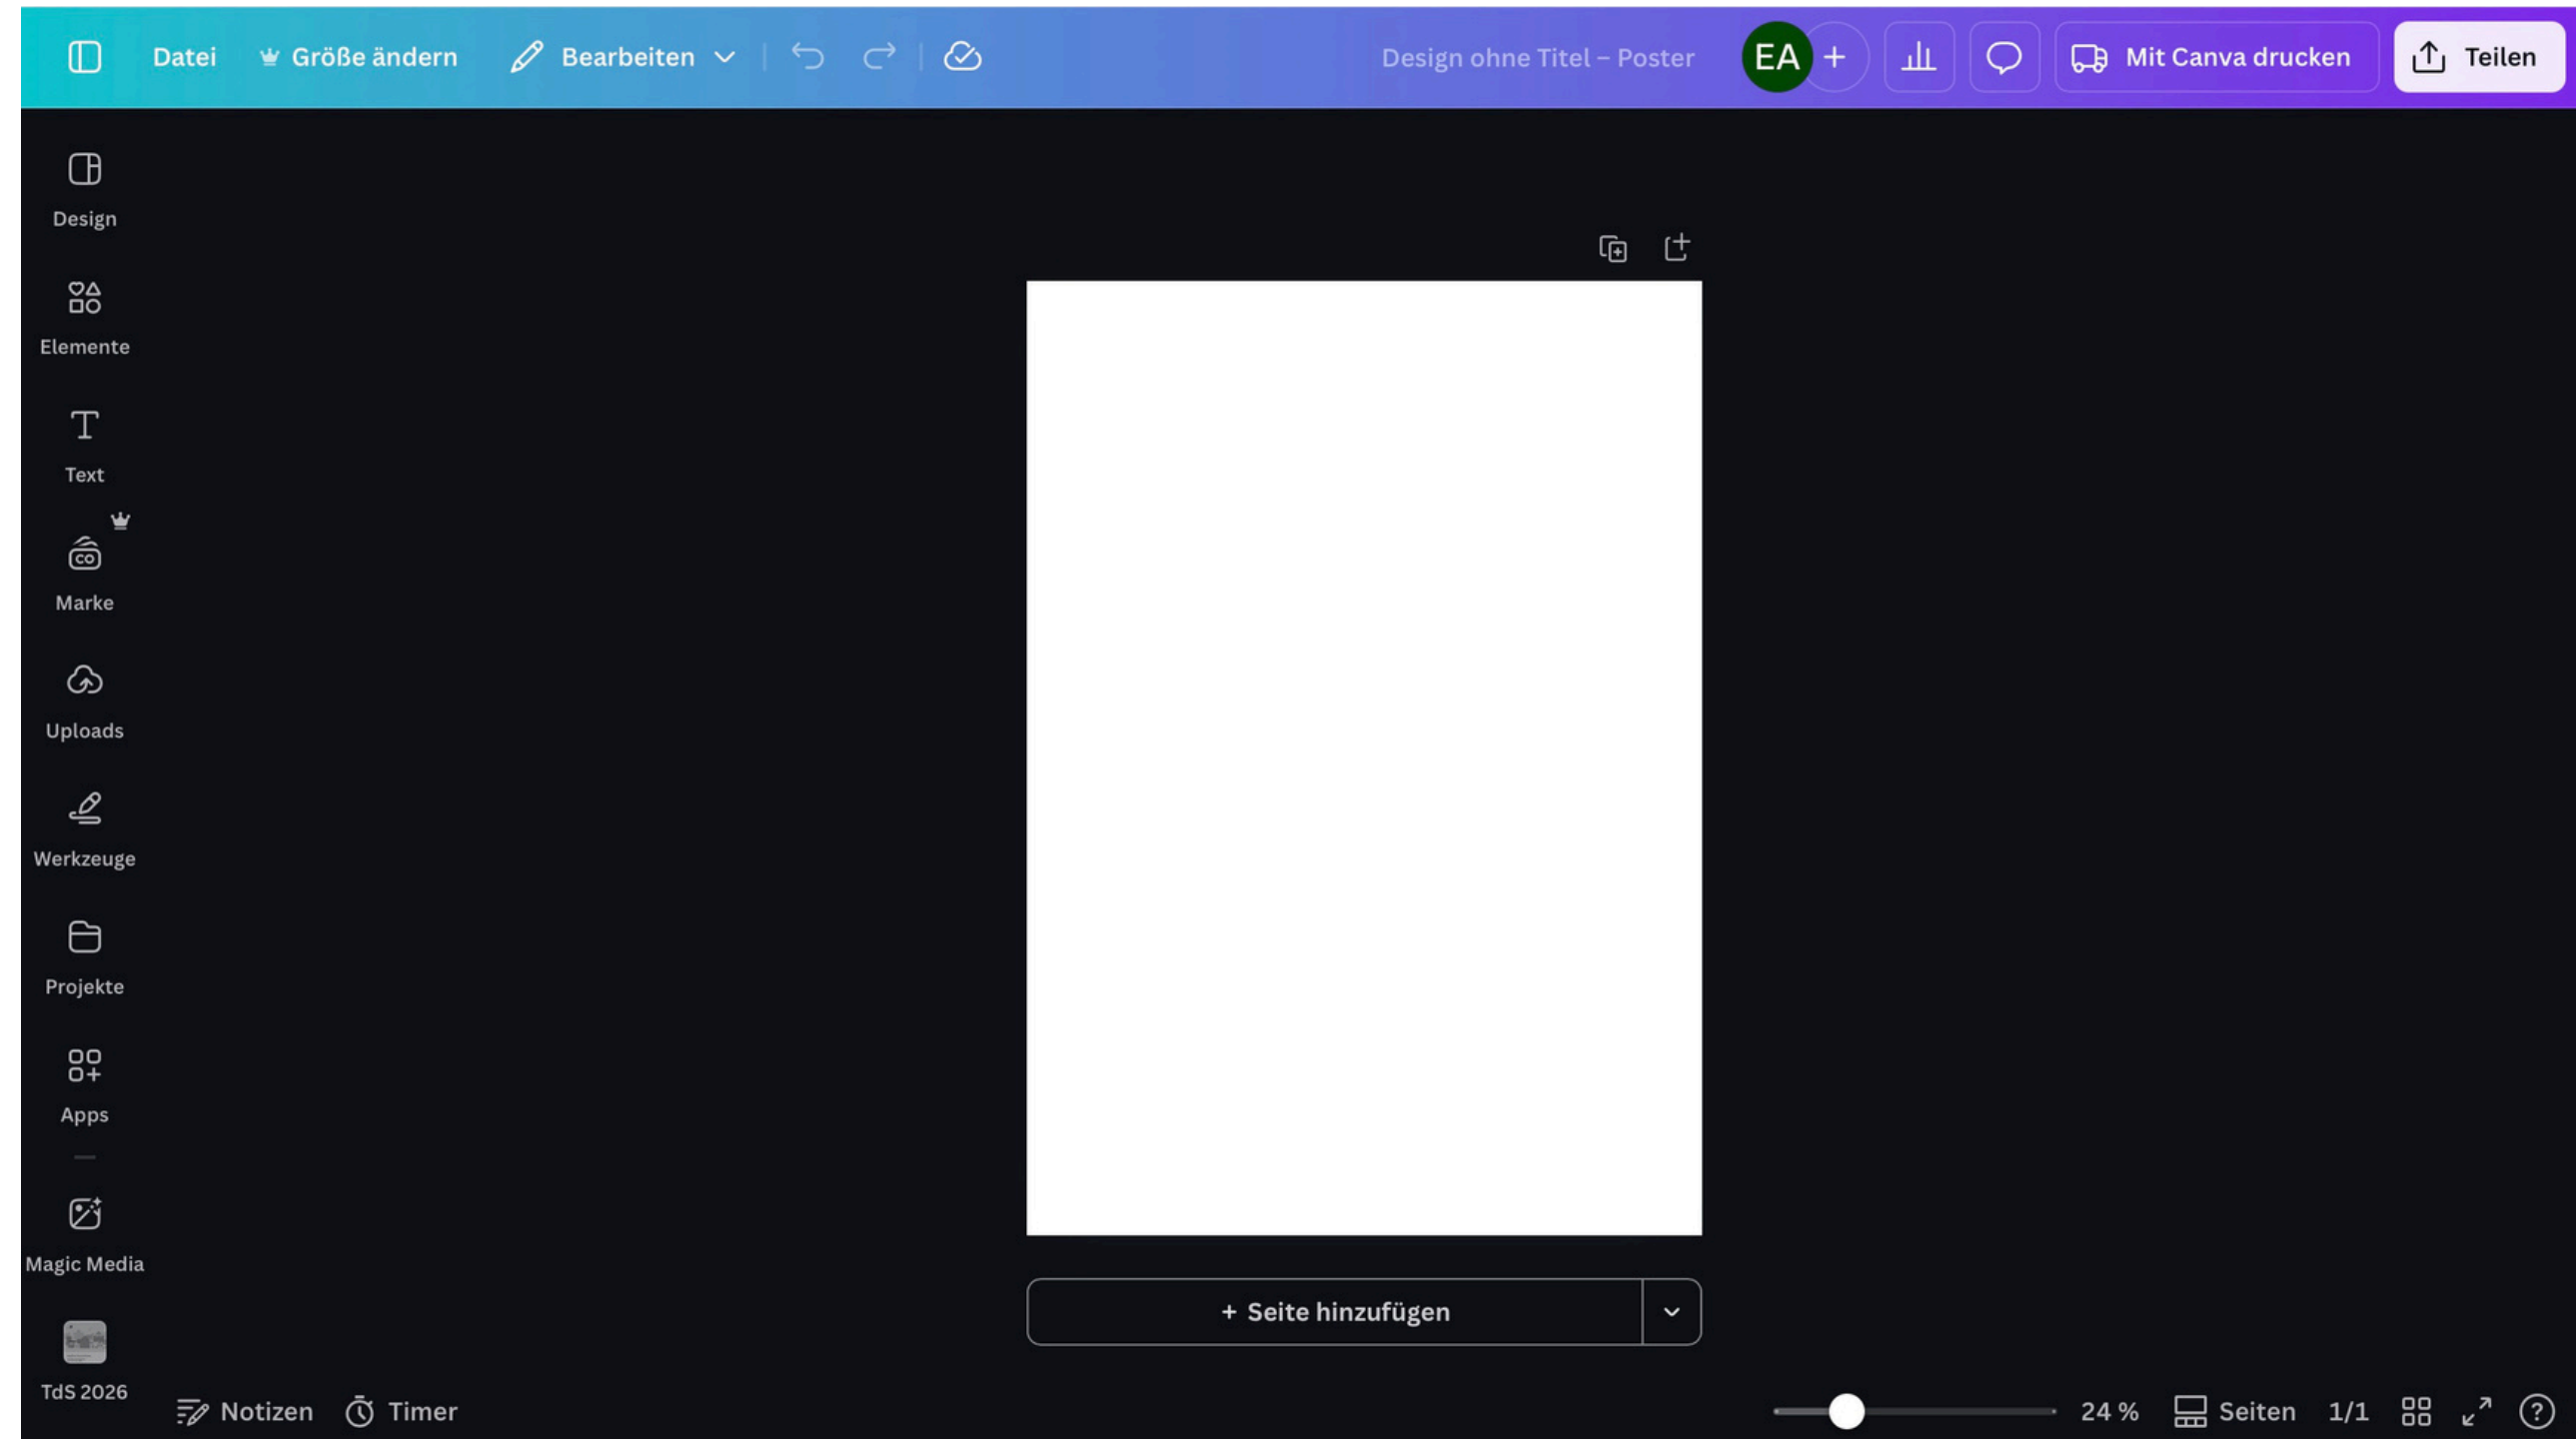 Datei Größe ändern Bearbeiten Design ohne Titel – Poster EA + Mit Canva drucken Teilen
Design
Elemente
Text
CO
Marke
Uploads
Werkzeuge
Projekte
Apps
Magic Media
+ Seite hinzufügen
TdS 2026
Notizen Timer 24 % Seiten 1/1 ?